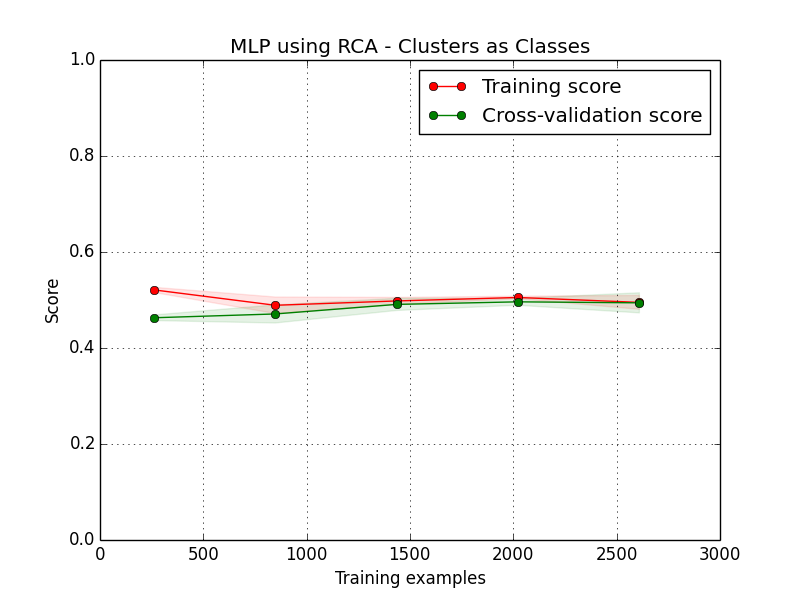 MLP using RCA - Clusters as Classes
1.0
0.8
0.6
0.4
0.2
0.0
Score
Training score
Cross-validation score
0 500 1000 1500 2000 2500 3000
Training examples